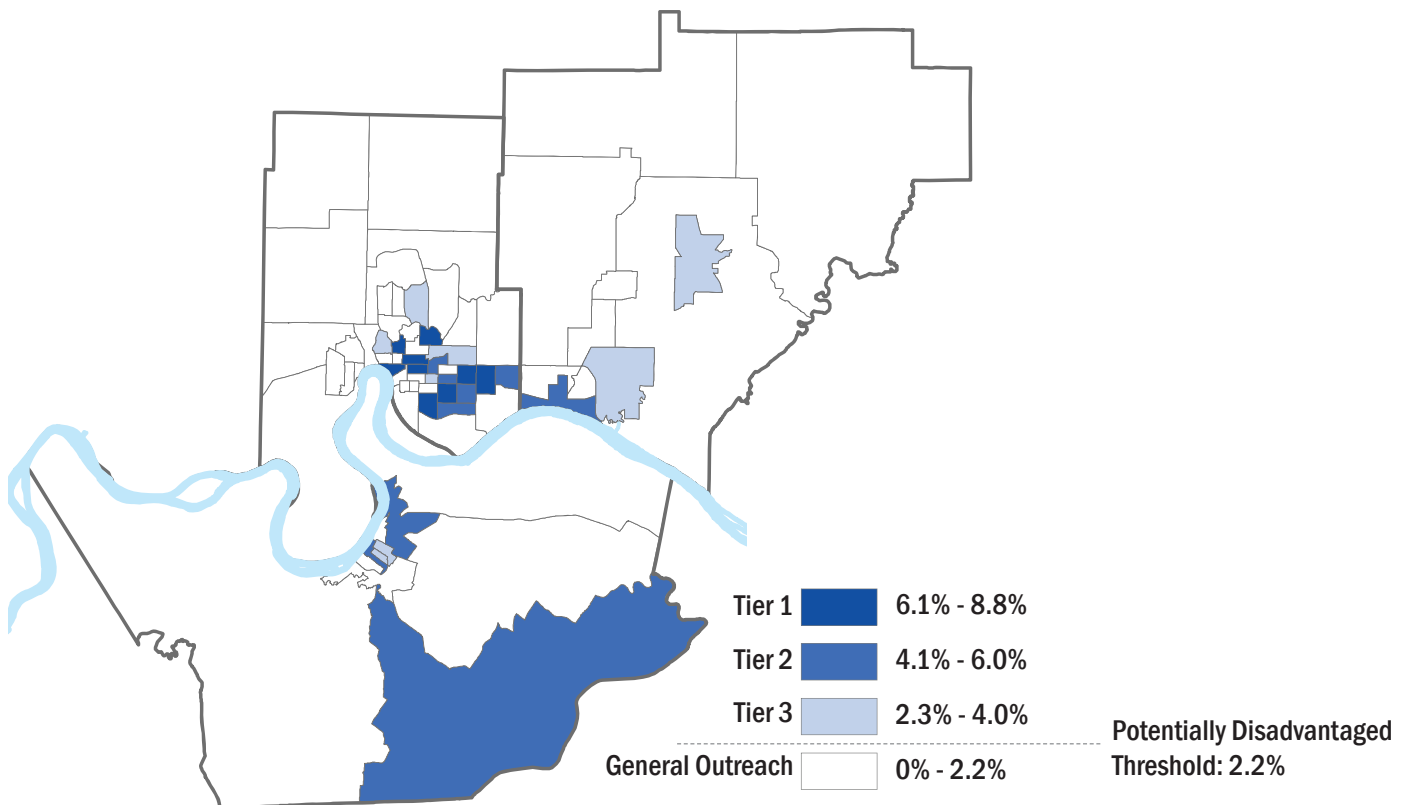 Tier 1 6.1% - 8.8%
Tier 2 4.1% - 6.0%
Tier 3 2.3% - 4.0%
General Outreach 0% - 2.2%
Potentially Disadvantaged
Threshold: 2.2%